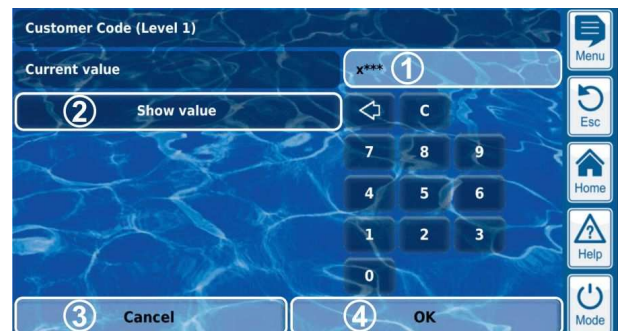 Customer Code (Level 1)
Current value
x*** 1
2 Show value
C
7 8 9
4 5 6
1 2 3
0
3 Cancel
4 OK
Menu
Esc
Home
? Help
Mode